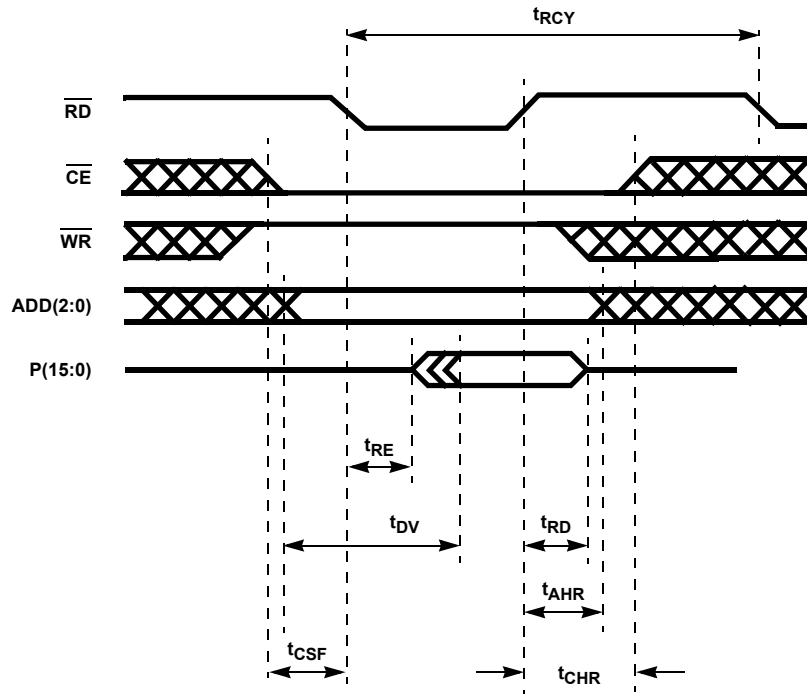 tRCY
RD
CE
WR
ADD(2:0)
P(15:0)
tRE
tDV
tRD
tAHR
tCSF
tCHR